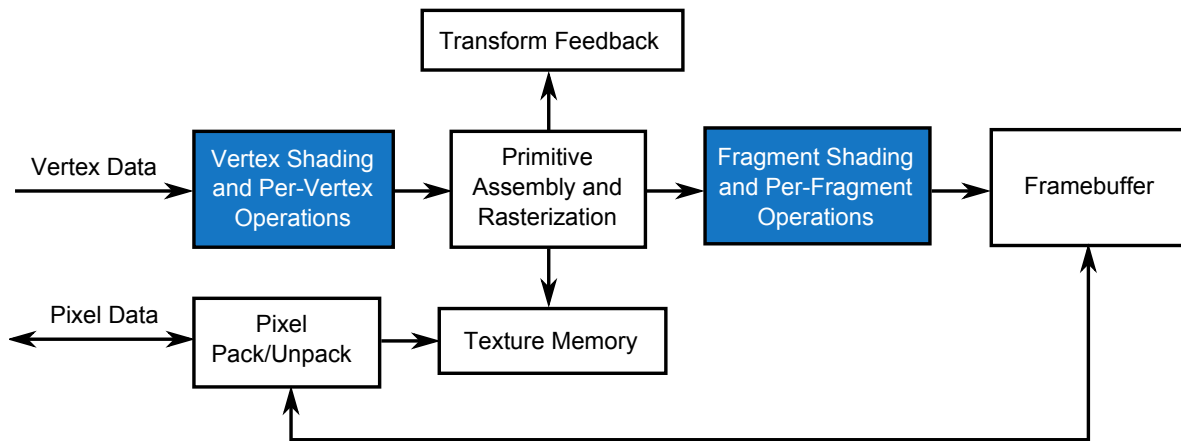 Transform Feedback
Vertex Data
Vertex Shading
and Per-Vertex
Operations
Primitive
Assembly and
Rasterization
Fragment Shading
and Per-Fragment
Operations
Framebuffer
Pixel Data
Pixel
Pack/Unpack
Texture Memory